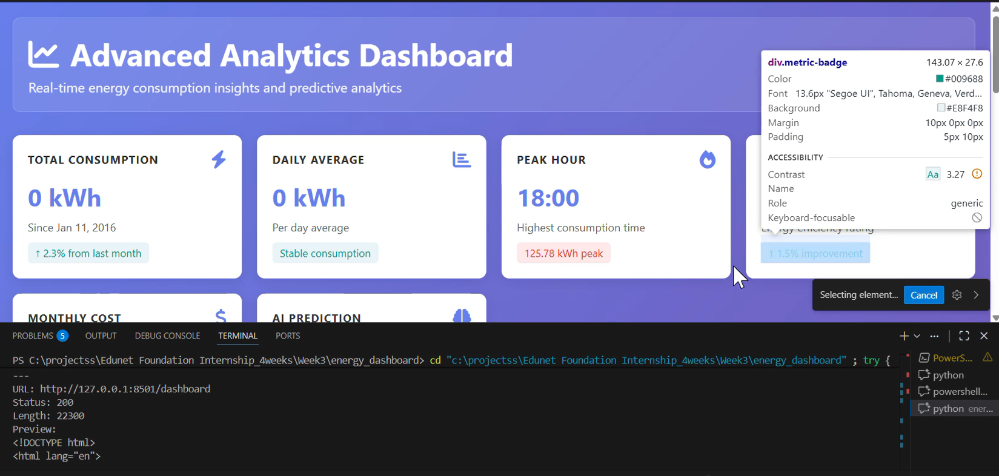 Advanced Analytics Dashboard
Real-time energy consumption insights and predictive analytics
div.metric-badge 143.07 × 27.6
Color #009688
Font 13.6px "Segoe UI", Tahoma, Geneva, Verd...
Background #E8F4F8
Margin 10px 0px 0px
Padding 5px 10px
ACCESSIBILITY
Contrast Aa 3.27
Name
Role generic
Keyboard-focusable
TOTAL CONSUMPTION
0 kWh
Since Jan 11, 2016
↑ 2.3% from last month
DAILY AVERAGE
0 kWh
Per day average
Stable consumption
PEAK HOUR
18:00
Highest consumption time
125.78 kWh peak
Energy efficiency rating
↑ 1.5% improvement
Selecting element... Cancel
MONTHLY COST
AI PREDICTION
PROBLEMS 5 OUTPUT DEBUG CONSOLE TERMINAL PORTS
PS C:\projectss\Edunet Foundation Internship_4weeks\Week3\energy_dashboard> cd "c:\projectss\Edunet Foundation Internship_4weeks\Week3\energy_dashboard" ; try {
---
URL: http://127.0.0.1:8501/dashboard
Status: 200
Length: 22300
Preview:
<!DOCTYPE html>
<html lang="en">
PowerS...
python
powershell...
python ener...